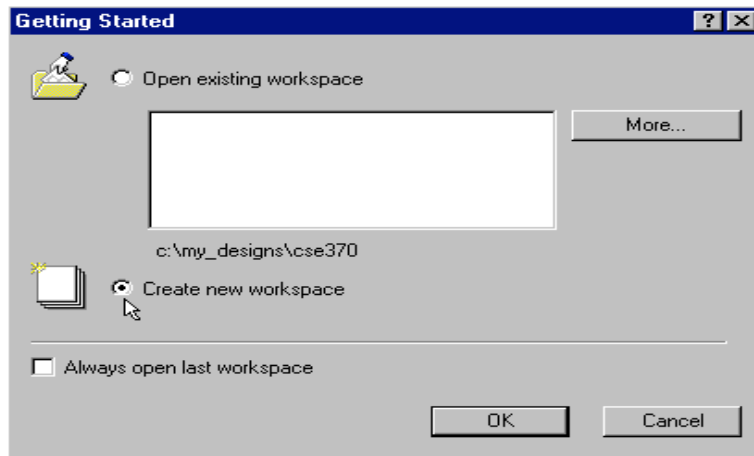 Getting Started
Open existing workspace
More...
c:\my_designs\cse370
Create new workspace
Always open last workspace
OK
Cancel